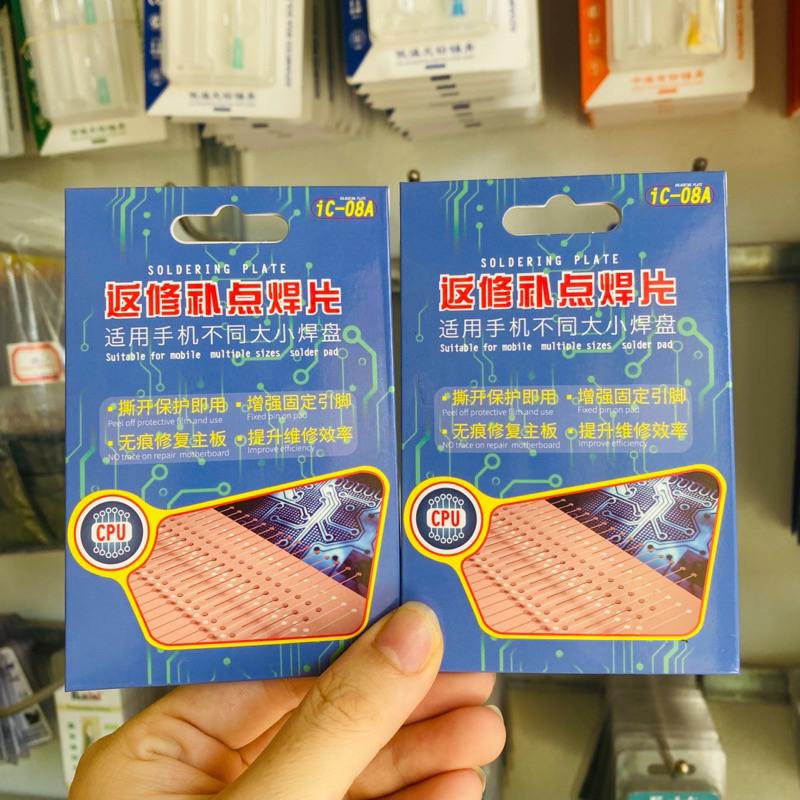 SOLDERING PLATE
iC-08A
SOLDERING PLATE
返修补点焊片
适用手机不同大小焊盘
Suitable for mobile multiple sizes solder pad
· 撕开保护即用 · 增强固定引脚
Peel off protective film and use Fixed pin on pad
· 无痕修复主板 · 提升维修效率
NO trace on repair motherboard Improve efficiency
CPU
SOLDERING PLATE
iC-08A
SOLDERING PLATE
返修补点焊片
适用手机不同大小焊盘
Suitable for mobile multiple sizes solder pad
· 撕开保护即用 · 增强固定引脚
Peel off protective film and use Fixed pin on pad
· 无痕修复主板 · 提升维修效率
NO trace on repair motherboard Improve efficiency
CPU